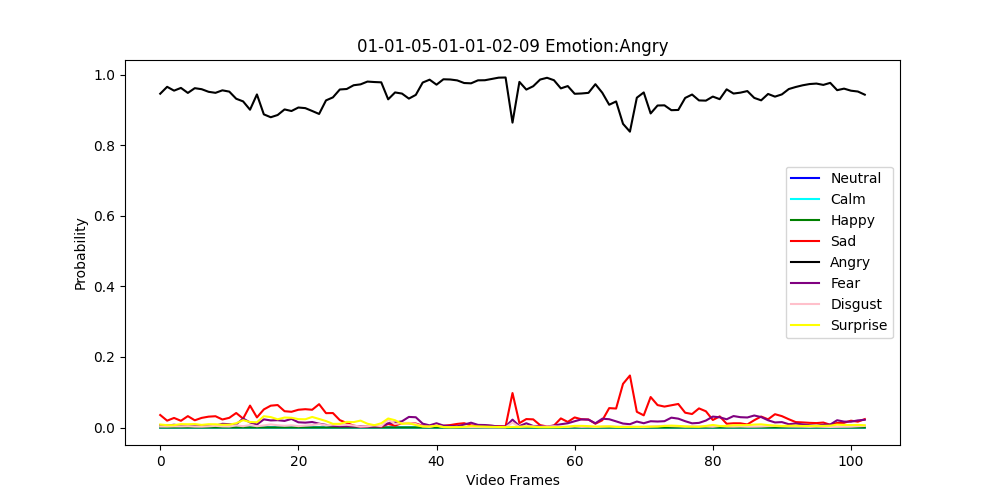 01-01-05-01-01-02-09 Emotion:Angry
Probability
1.0
0.8
0.6
0.4
0.2
0.0
Neutral
Calm
Happy
Sad
Angry
Fear
Disgust
Surprise
0 20 40 60 80 100
Video Frames